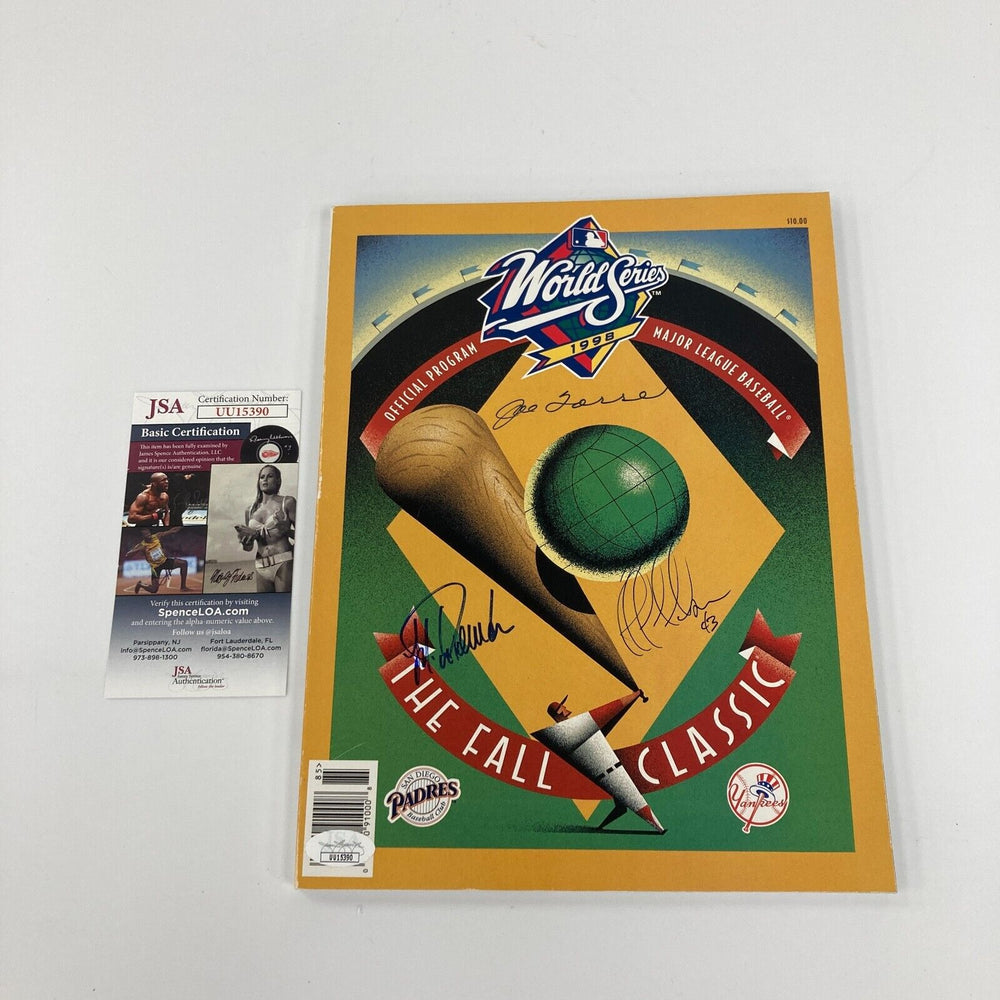 JSA
Certification Number:
UU15390
Basic Certification
This item has been fully examined by
James Spence Authentication, LLC
and it is our considered opinion that the
signature(s) is/are genuine.
Verify this certification by visiting
SpenceLOA.com
and entering the alpha-numeric value above.
Follow us @jsaloa
Parsippany, NJ
info@SpenceLOA.com
973-898-1300
Fort Lauderdale, FL
florida@SpenceLOA.com
954-380-8670
JSA
Authentication
$10.00
World Series
TM
1998
OFFICIAL PROGRAM
MAJOR LEAGUE BASEBALL®
Joe Torre
43
THE FALL CLASSIC
85>
SAN DIEGO
PADRES
Baseball Club
Yankees
JSA
UU15390